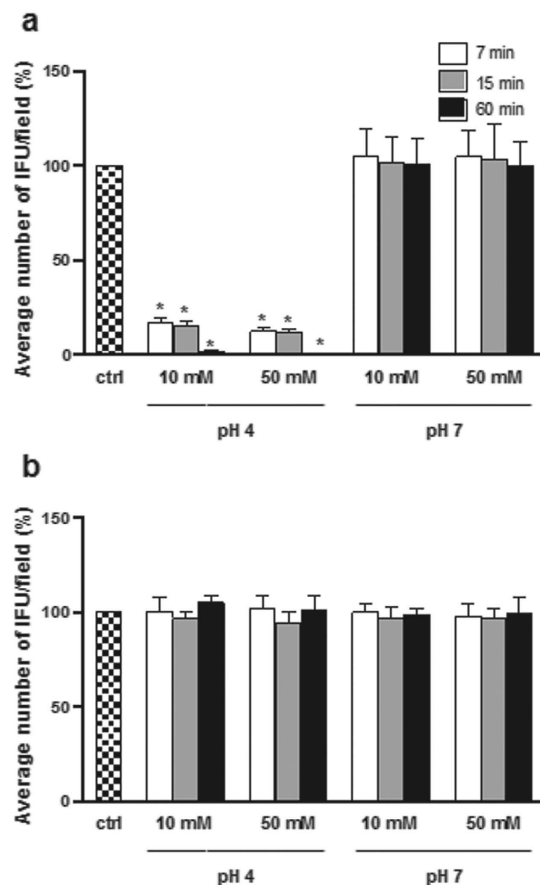 a
7 min
15 min
60 min
Average number of IFU/field (%)
150
100
50
0
* * * * * *
ctrl 10 mM 50 mM 10 mM 50 mM
pH 4 pH 7
b
Average number of IFU/field (%)
150
100
50
0
ctrl 10 mM 50 mM 10 mM 50 mM
pH 4 pH 7